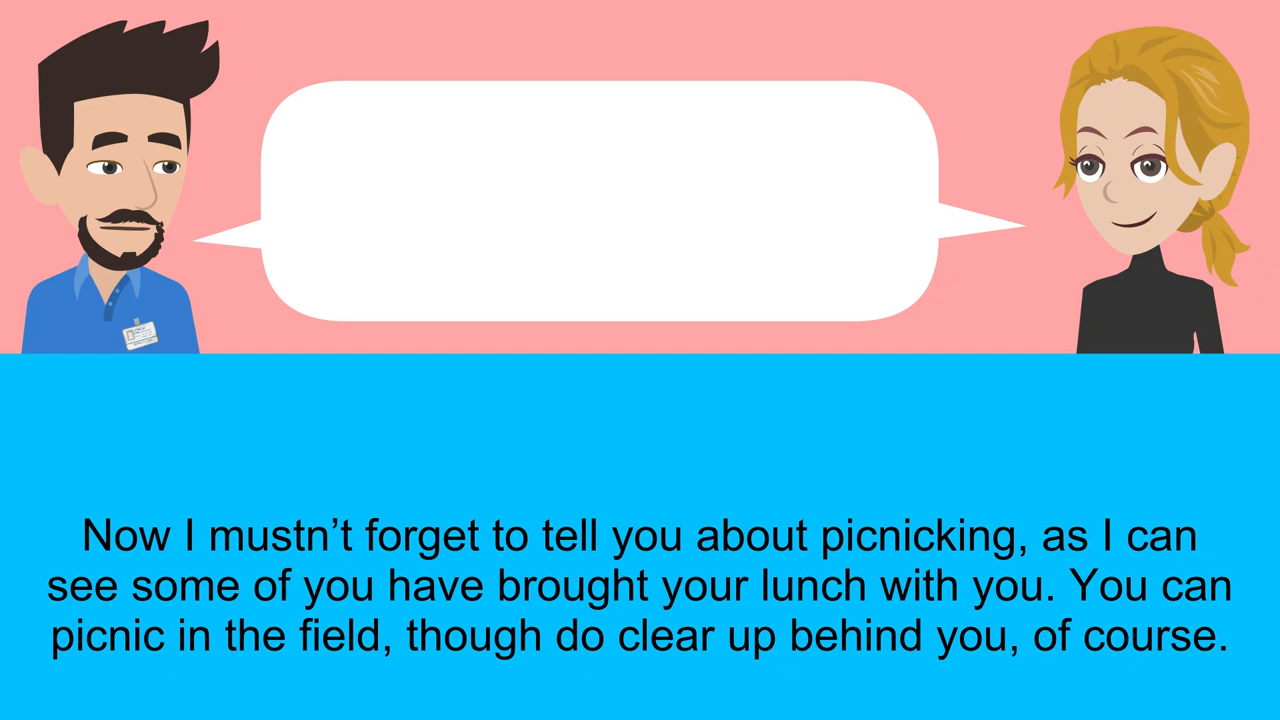 Now I mustn’t forget to tell you about picnicking, as I can
see some of you have brought your lunch with you. You can
picnic in the field, though do clear up behind you, of course.